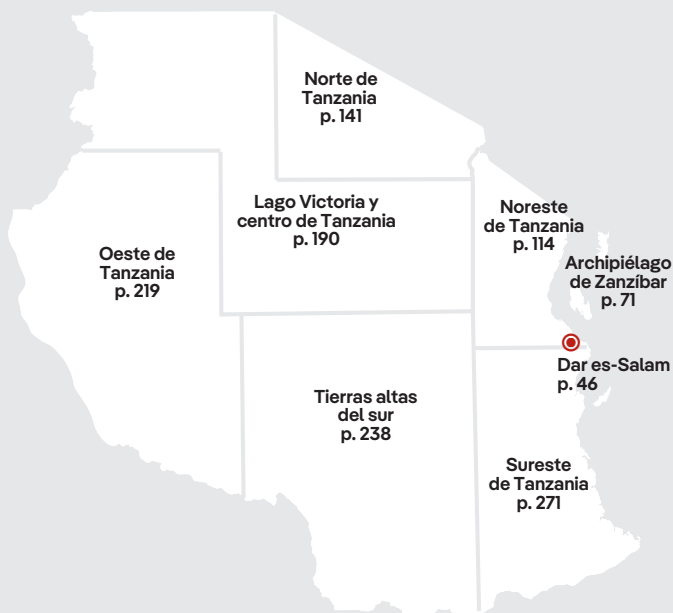 Norte de
Tanzania
p. 141
Lago Victoria y
centro de Tanzania
p. 190
Noreste
de Tanzania
p. 114
Oeste de
Tanzania
p. 219
Archipiélago
de Zanzíbar
p. 71
Dar es-Salam
p. 46
Tierras altas
del sur
p. 238
Sureste
de Tanzania
p. 271